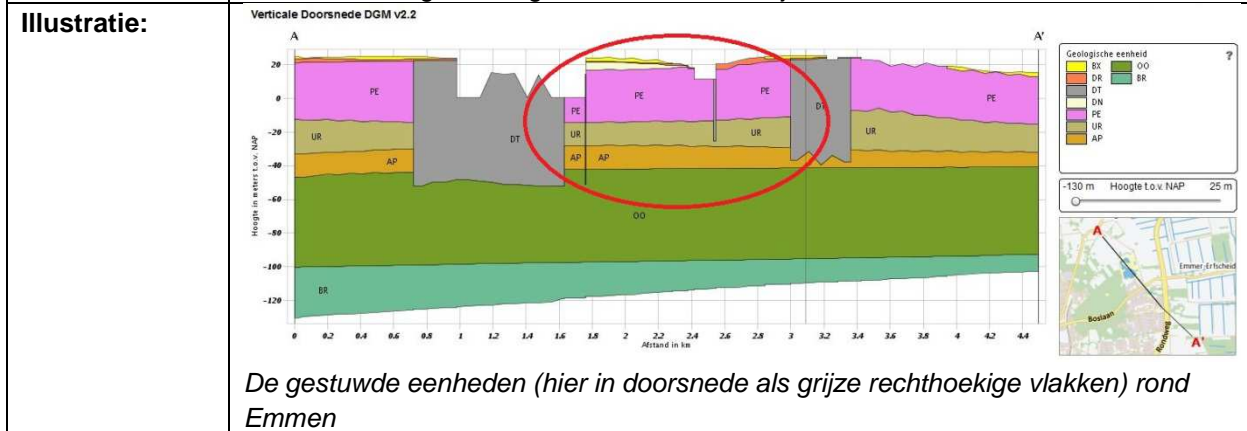 Illustratie:
Verticale Doorsnede DGM v2.2
A
A'
Hoogte in meters t.o.v. NAP
20
0
-20
-40
-60
-80
-100
-120
PE
UR
AP
DT
PE
UR
AP
PE
AP
PE
UR
DT
UR
PE
OO
BR
0 0.2 0.4 0.6 0.8 1 1.2 1.4 1.6 1.8 2 2.2 2.4 2.6 2.8 3 3.2 3.4 3.6 3.8 4 4.2 4.4
Afstand in km
Geologische eenheid ?
BX OO
DR BR
DT
DN
PE
UR
AP
-130 m Hoogte t.o.v. NAP 25 m
A
Emmer-Erfscheid
Boslaan
Rondweg
A'
De gestuwde eenheden (hier in doorsnede als grijze rechthoekige vlakken) rond
Emmen